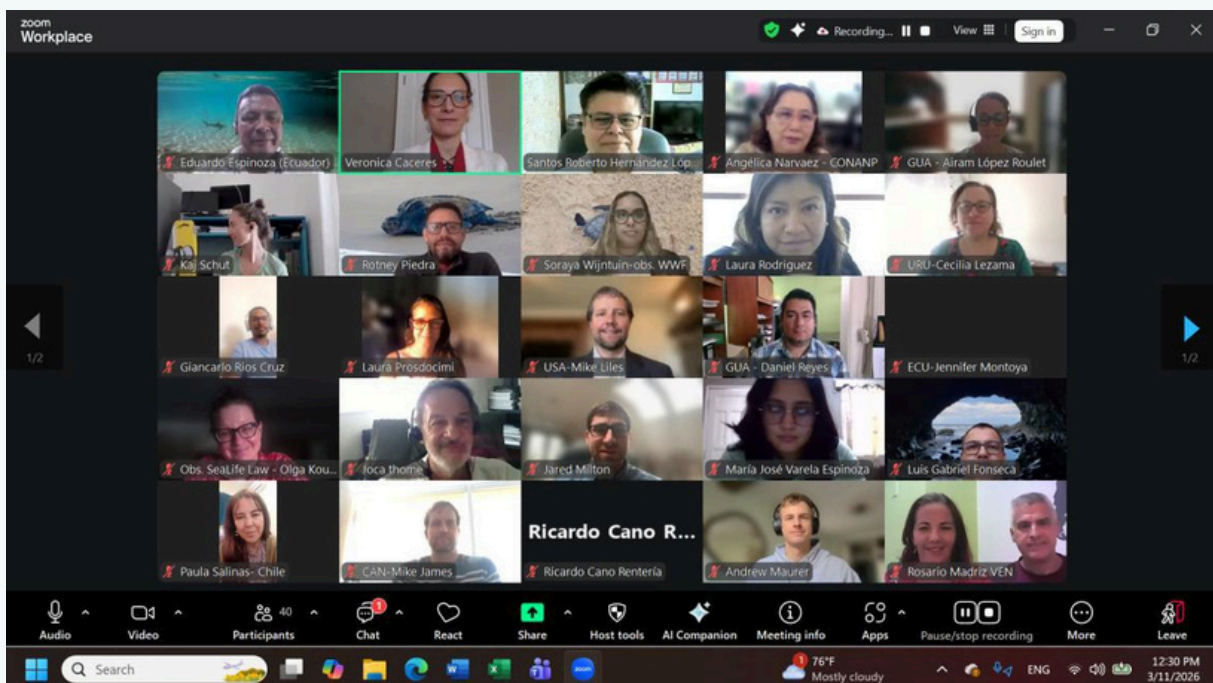 zoom
Workplace
Recording...
View
Sign in
Eduardo Espinoza (Ecuador)
Veronica Caceres
Santos Roberto Hernandez Lóp...
Angélica Narvaez - CONANP
GUA - Airam López Roulet
Kaj Schut
Rotney Piedra
Soraya Wijntuin-obs. WWF
Laura Rodriguez
URU-Cecilia Lezama
Giancarlo Rios Cruz
Laura Prosdocimi
USA-Mike Liles
GUA - Daniel Reyes
ECU-Jennifer Montoya
Obs. SeaLife Law - Olga Kou...
Joca thome
Jared Milton
María José Varela Espinoza
Luis Gabriel Fonseca
Paula Salinas- Chile
CAN-Mike James
Ricardo Cano R...
Ricardo Cano Rentería
Andrew Maurer
Rosario Madriz VEN
1/2
1/2
40
1
Audio
Video
Participants
Chat
React
Share
Host tools
AI Companion
Meeting info
Apps
Pause/stop recording
More
Leave
Search
zoom
1
76°F
Mostly cloudy
ENG
12:30 PM
3/11/2026